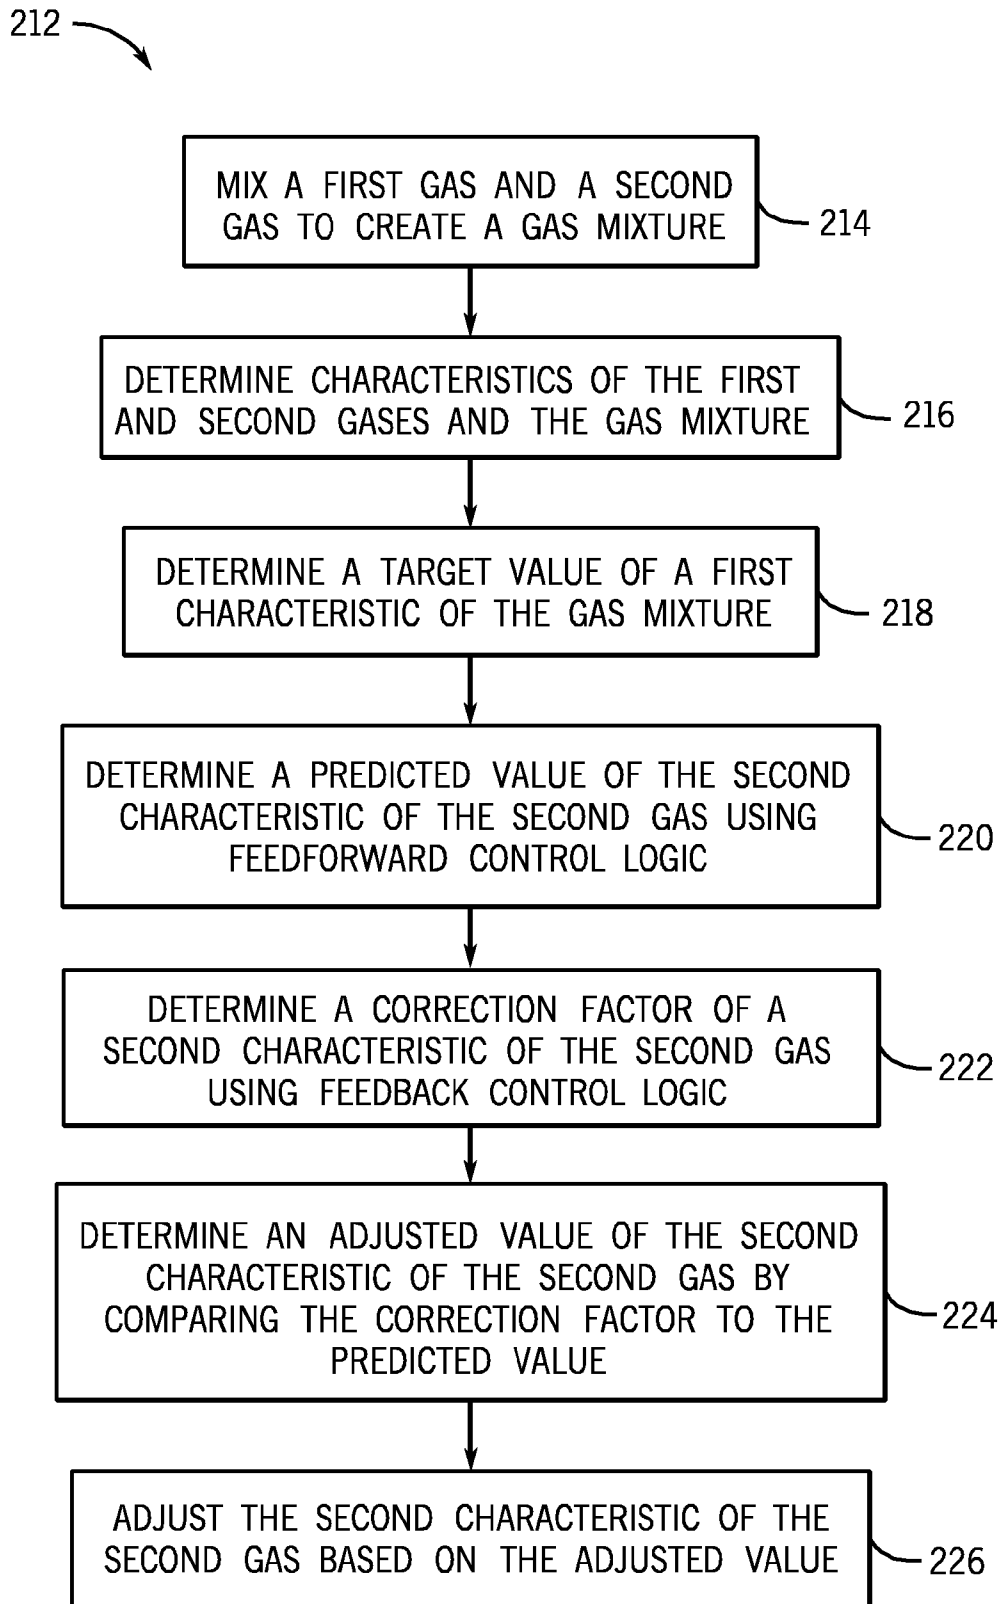 212
MIX A FIRST GAS AND A SECOND
GAS TO CREATE A GAS MIXTURE
214
DETERMINE CHARACTERISTICS OF THE FIRST
AND SECOND GASES AND THE GAS MIXTURE
216
DETERMINE A TARGET VALUE OF A FIRST
CHARACTERISTIC OF THE GAS MIXTURE
218
DETERMINE A PREDICTED VALUE OF THE SECOND
CHARACTERISTIC OF THE SECOND GAS USING
FEEDFORWARD CONTROL LOGIC
220
DETERMINE A CORRECTION FACTOR OF A
SECOND CHARACTERISTIC OF THE SECOND GAS
USING FEEDBACK CONTROL LOGIC
222
DETERMINE AN ADJUSTED VALUE OF THE SECOND
CHARACTERISTIC OF THE SECOND GAS BY
COMPARING THE CORRECTION FACTOR TO THE
PREDICTED VALUE
224
ADJUST THE SECOND CHARACTERISTIC OF THE
SECOND GAS BASED ON THE ADJUSTED VALUE
226